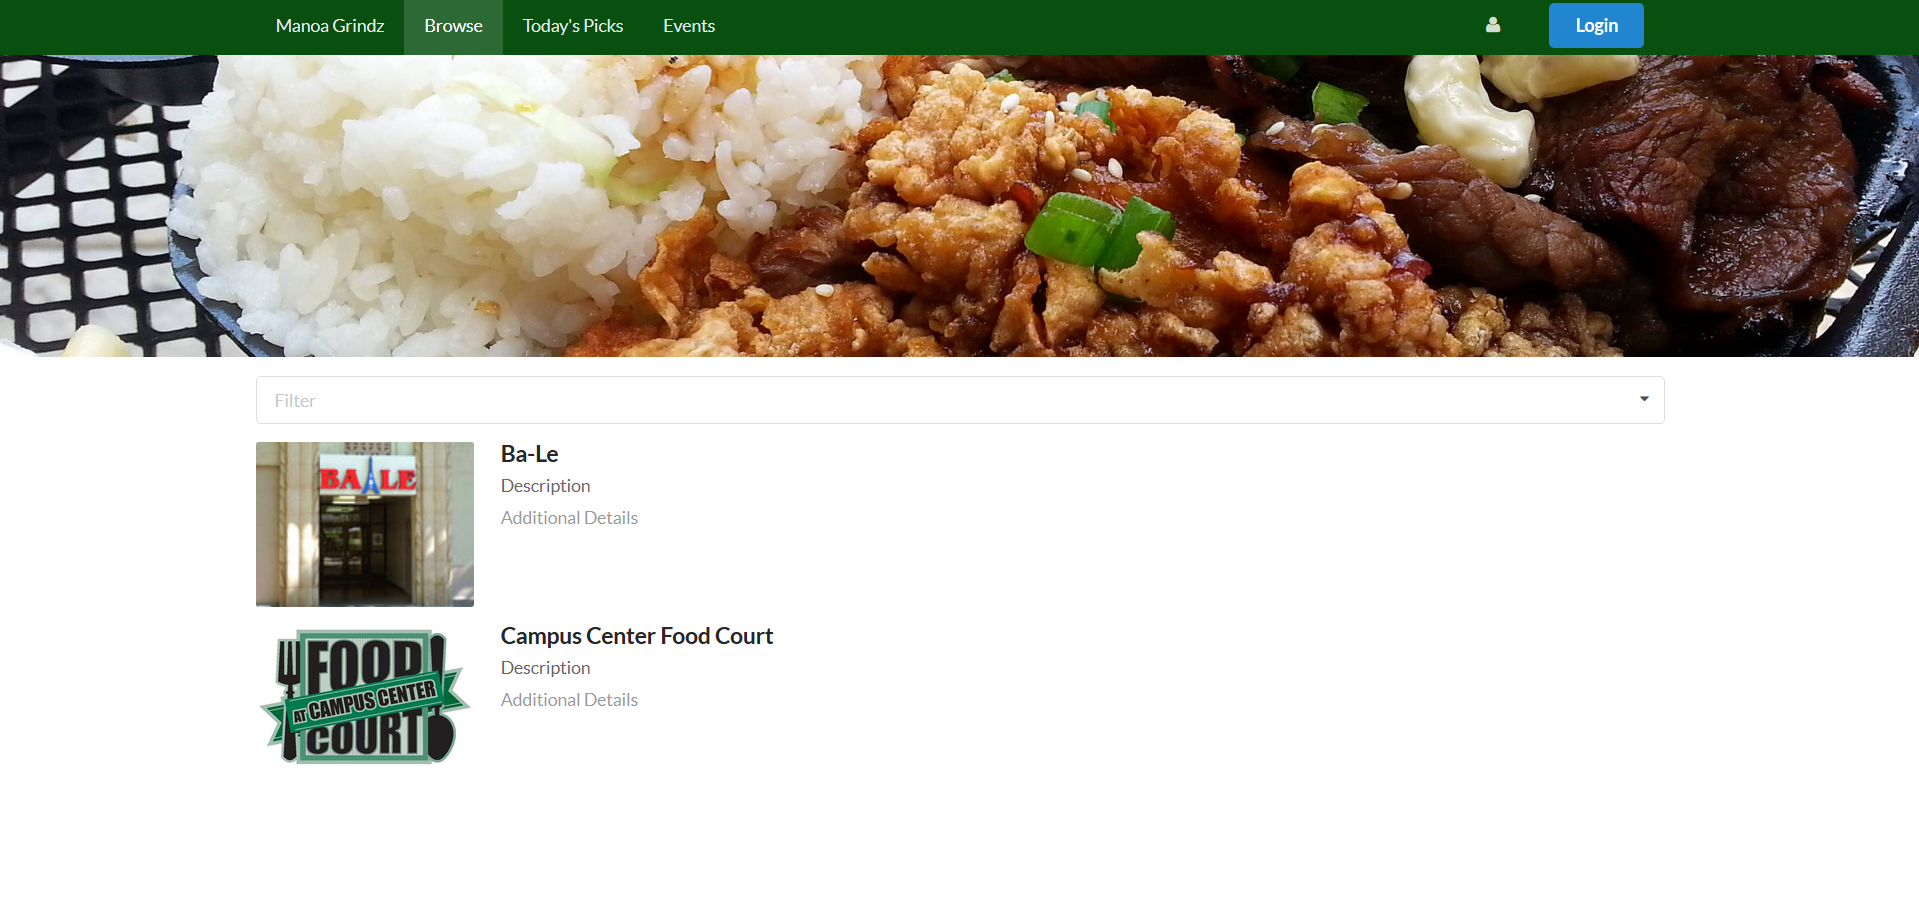 Manoa Grindz Browse Today's Picks Events Login
Filter
BA LE
Ba-Le
Description
Additional Details
FOOD
AT CAMPUS CENTER
COURT
Campus Center Food Court
Description
Additional Details